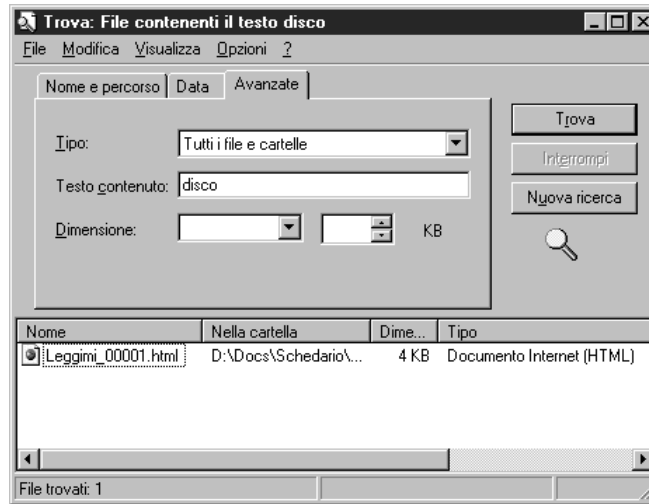 Trova: File contenenti il testo disco
File Modifica Visualizza Opzioni ?
Nome e percorso Data Avanzate
Tipo: Tutti i file e cartelle
Testo contenuto: disco
Dimensione: KB
Trova
Interrompi
Nuova ricerca
Nome Nella cartella Dime... Tipo
Leggimi_00001.html D:\Docs\Schedario\... 4 KB Documento Internet (HTML)
File trovati: 1